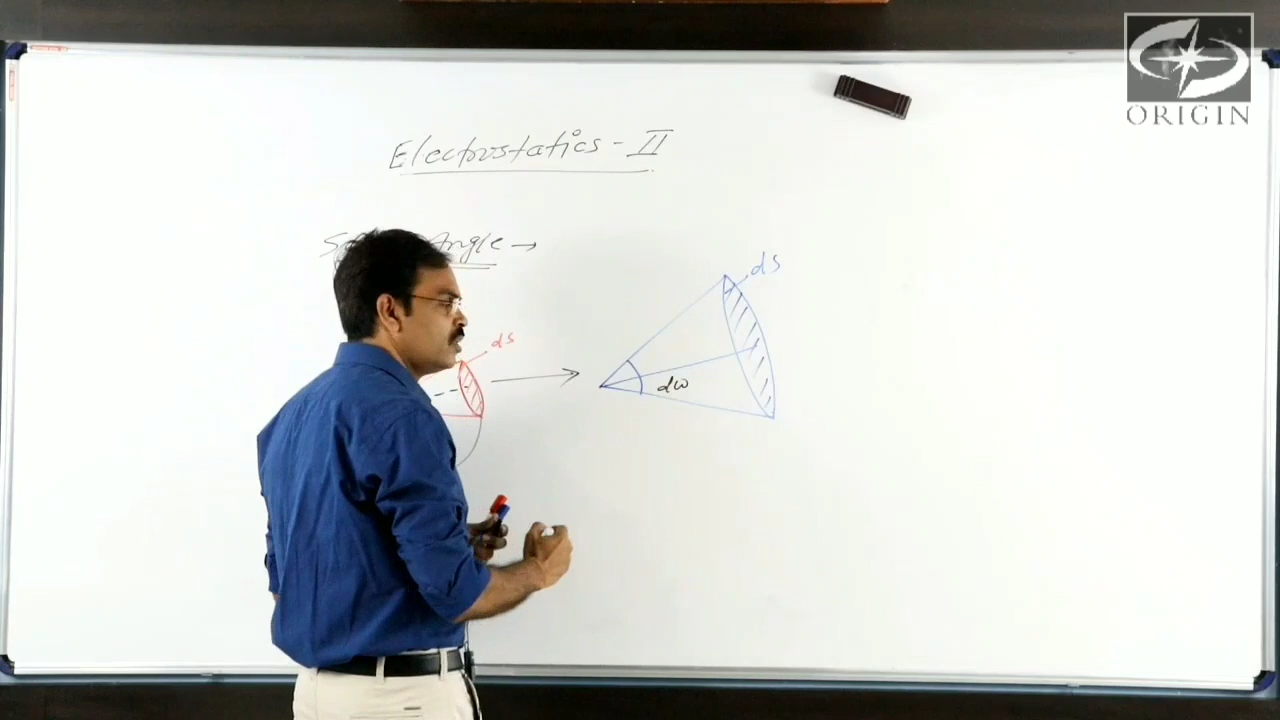 ORIGIN
Electrostatics - II
Angle →
ds
ds
dω